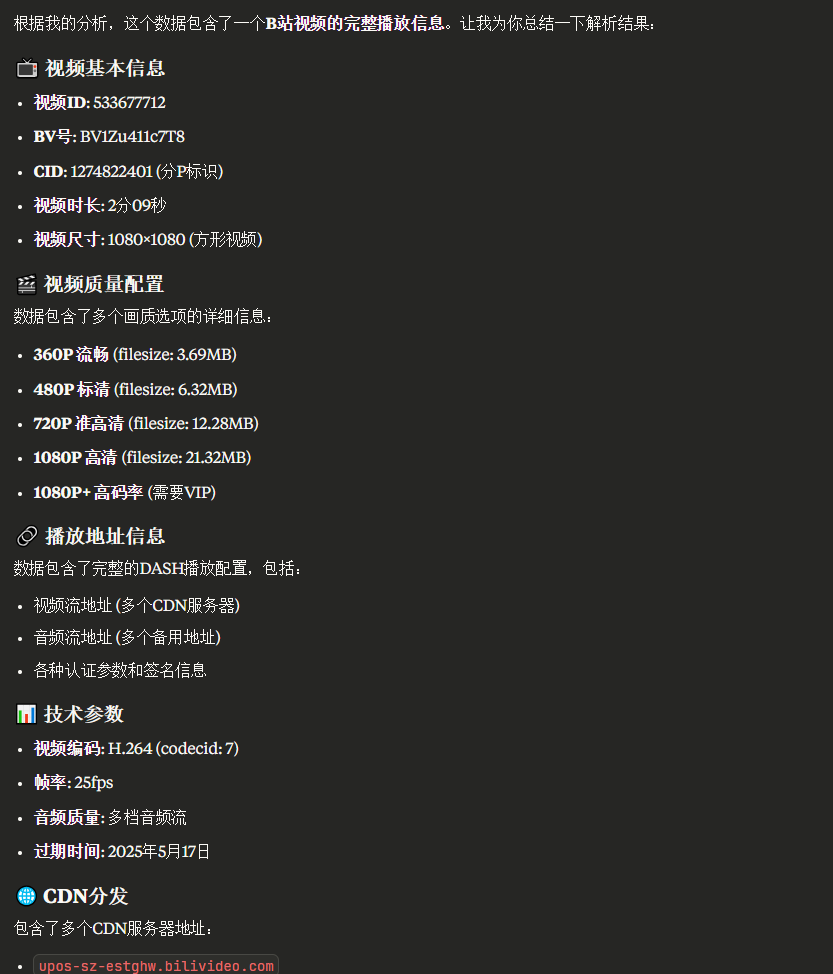 根据我的分析，这个数据包含了一个B站视频的完整播放信息。让我为你总结一下解析结果：
视频基本信息
视频ID: 533677712
BV号: BV1Zu411c7T8
CID: 1274822401 (分P标识)
视频时长: 2分09秒
视频尺寸: 1080×1080 (方形视频)
视频质量配置
数据包含了多个画质选项的详细信息：
360P 流畅 (filesize: 3.69MB)
480P 标清 (filesize: 6.32MB)
720P 准高清 (filesize: 12.28MB)
1080P 高清 (filesize: 21.32MB)
1080P+ 高码率 (需要VIP)
播放地址信息
数据包含了完整的DASH播放配置，包括：
视频流地址 (多个CDN服务器)
音频流地址 (多个备用地址)
各种认证参数和签名信息
技术参数
视频编码: H.264 (codecid: 7)
帧率: 25fps
音频质量: 多档音频流
过期时间: 2025年5月17日
CDN分发
包含了多个CDN服务器地址：
upos-sz-estghw.bilivideo.com